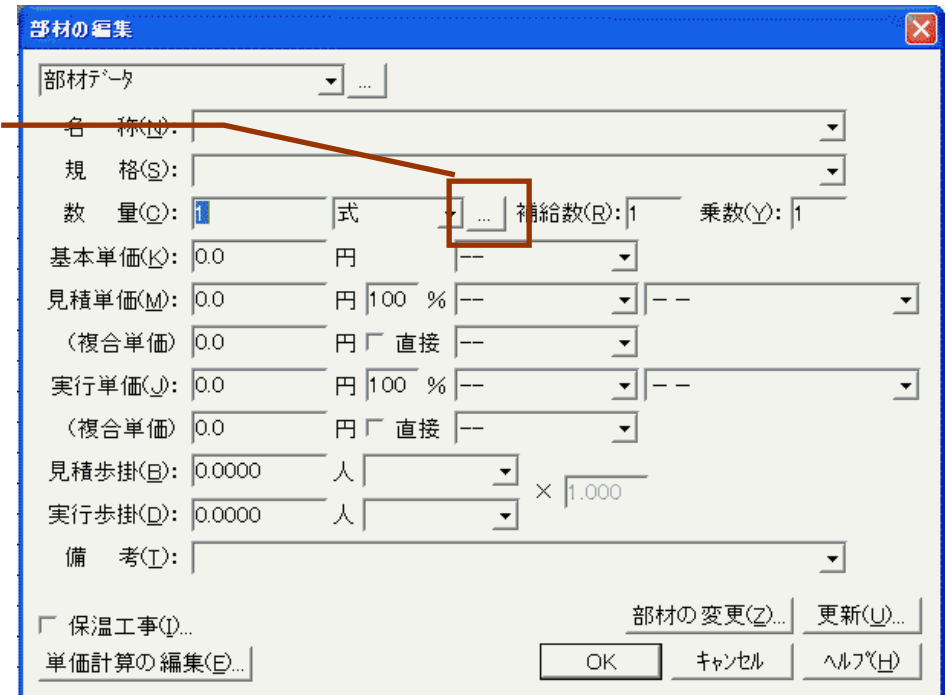 部材の編集
部材ﾃﾞｰﾀ ...
名 称(N):
規 格(S):
数 量(C): 1 式 ... 補給数(R): 1 乗数(Y): 1
基本単価(K): 0.0 円 --
見積単価(M): 0.0 円 100 % -- - -
(複合単価) 0.0 円 直接 --
実行単価(J): 0.0 円 100 % -- - -
(複合単価) 0.0 円 直接 --
見積歩掛(B): 0.0000 人
× 1.000
実行歩掛(D): 0.0000 人
備 考(T):
保温工事(I)...
部材の変更(Z)... 更新(U)...
単価計算の編集(E)... OK ｷｬﾝｾﾙ ﾍﾙﾌﾟ(H)